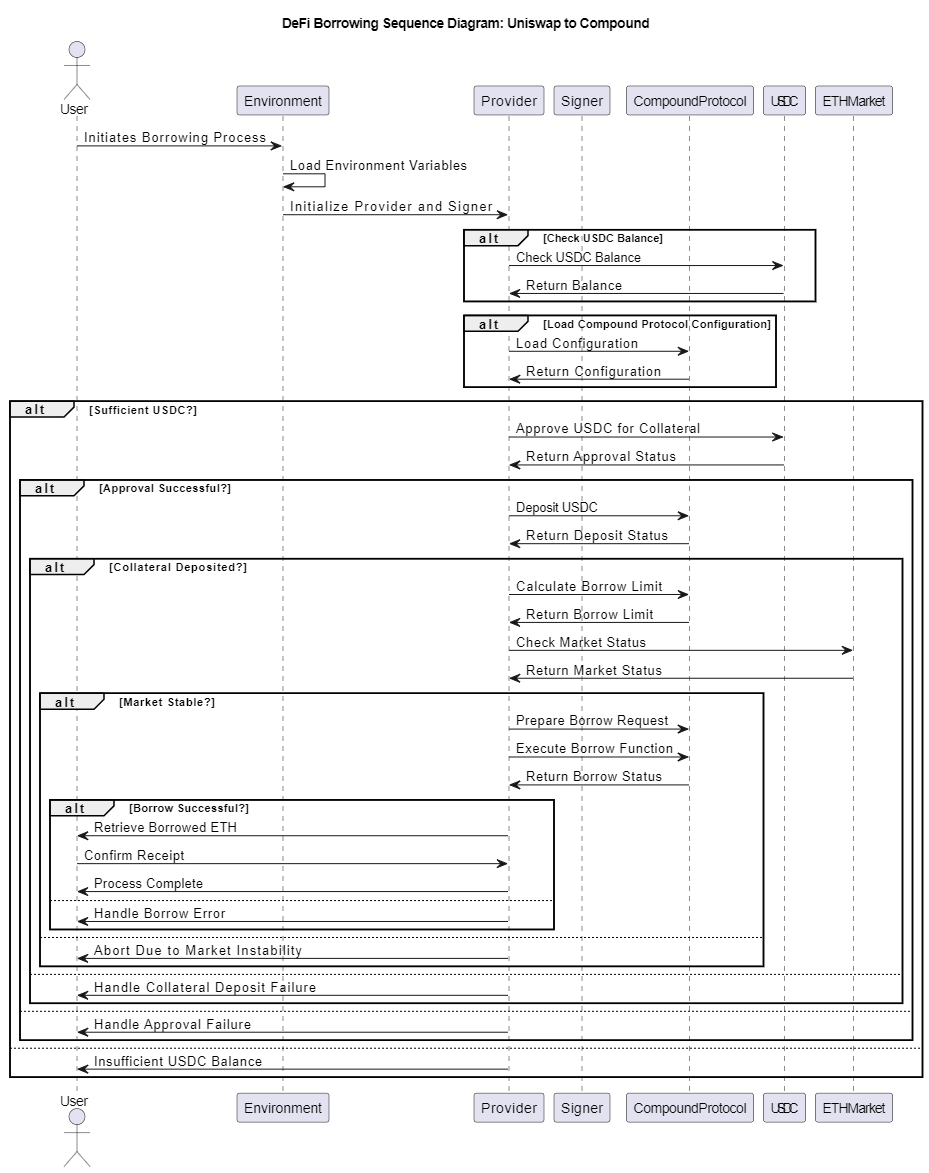 DeFi Borrowing Sequence Diagram: Uniswap to Compound
User
Environment
Provider
Signer
CompoundProtocol
USDC
ETHMarket
Initiates Borrowing Process
Load Environment Variables
Initialize Provider and Signer
alt [Check USDC Balance]
Check USDC Balance
Return Balance
alt [Load Compound Protocol Configuration]
Load Configuration
Return Configuration
alt [Sufficient USDC?]
Approve USDC for Collateral
Return Approval Status
alt [Approval Successful?]
Deposit USDC
Return Deposit Status
alt [Collateral Deposited?]
Calculate Borrow Limit
Return Borrow Limit
Check Market Status
Return Market Status
alt [Market Stable?]
Prepare Borrow Request
Execute Borrow Function
Return Borrow Status
alt [Borrow Successful?]
Retrieve Borrowed ETH
Confirm Receipt
Process Complete
Handle Borrow Error
Abort Due to Market Instability
Handle Collateral Deposit Failure
Handle Approval Failure
Insufficient USDC Balance
User
Environment
Provider
Signer
CompoundProtocol
USDC
ETHMarket